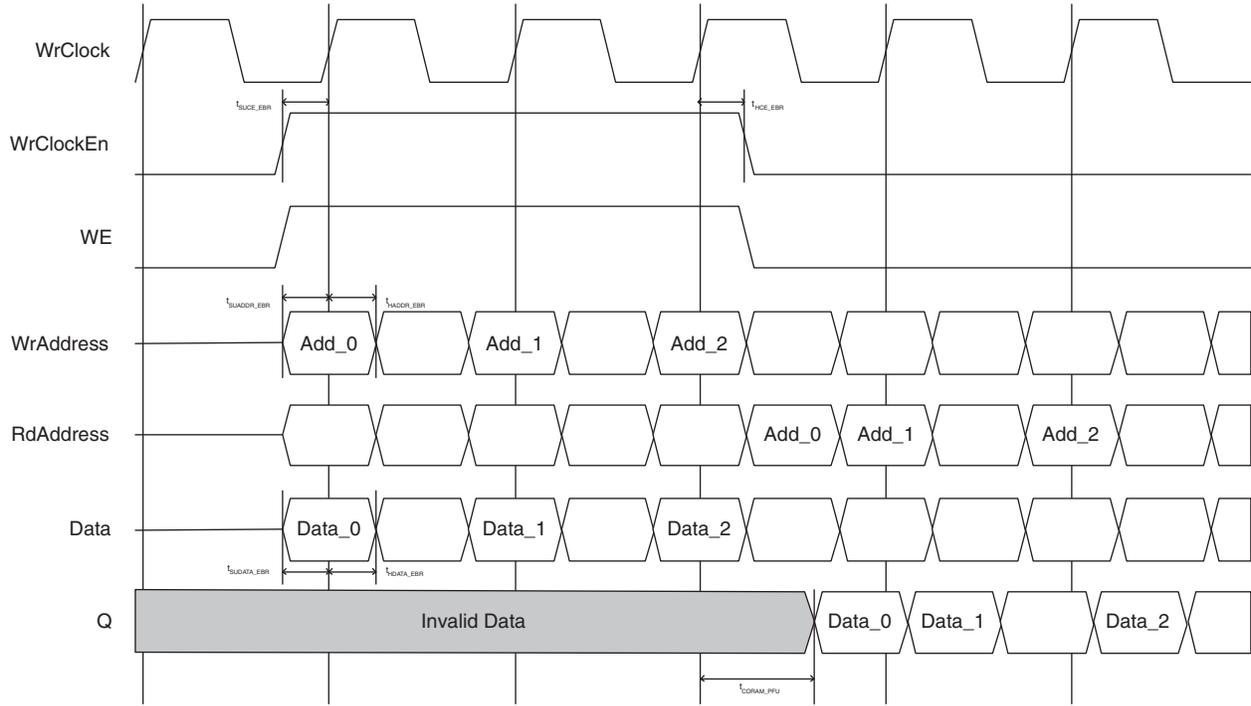 WrClock
tSUCE_EBR
tHCE_EBR
WrClockEn
WE
tSUADDR_EBR
tHADDR_EBR
WrAddress
Add_0
Add_1
Add_2
RdAddress
Add_0
Add_1
Add_2
Data
Data_0
Data_1
Data_2
tSUDATA_EBR
tHDATA_EBR
Q
Invalid Data
Data_0
Data_1
Data_2
tCORAM_PFU